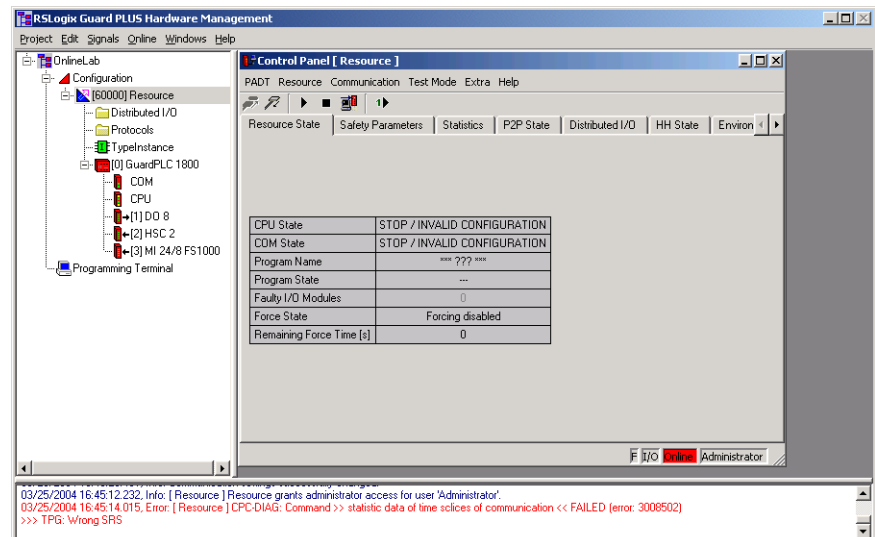 RSLogix Guard PLUS Hardware Management
Project Edit Signals Online Windows Help
OnlineLab
Configuration
[60000] Resource
Distributed I/O
Protocols
TypeInstance
[0] GuardPLC 1800
COM
CPU
[1] DO 8
[2] HSC 2
[3] MI 24/8 FS1000
Programming Terminal
Control Panel [ Resource ]
PADT Resource Communication Test Mode Extra Help
Resource State Safety Parameters Statistics P2P State Distributed I/O HH State Environ
CPU State STOP / INVALID CONFIGURATION
COM State STOP / INVALID CONFIGURATION
Program Name *** ??? ***
Program State ---
Faulty I/O Modules 0
Force State Forcing disabled
Remaining Force Time [s] 0
F I/O Online Administrator
03/25/2004 16:45:12.232, Info: [ Resource ] Resource grants administrator access for user 'Administrator'.
03/25/2004 16:45:14.015, Error: [ Resource ] CPC-DIAG: Command >> statistic data of time sclices of communication << FAILED (error: 3008502)
>>> TPG: Wrong SRS